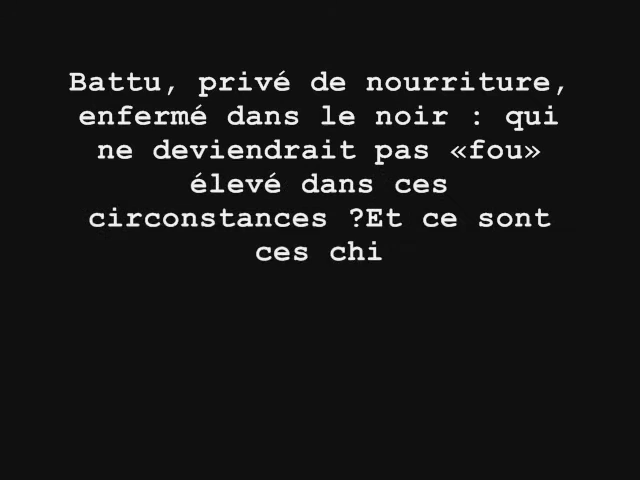 Battu, privé de nourriture,
enfermé dans le noir : qui
ne deviendrait pas «fou»
élevé dans ces
circonstances ?Et ce sont
ces chi